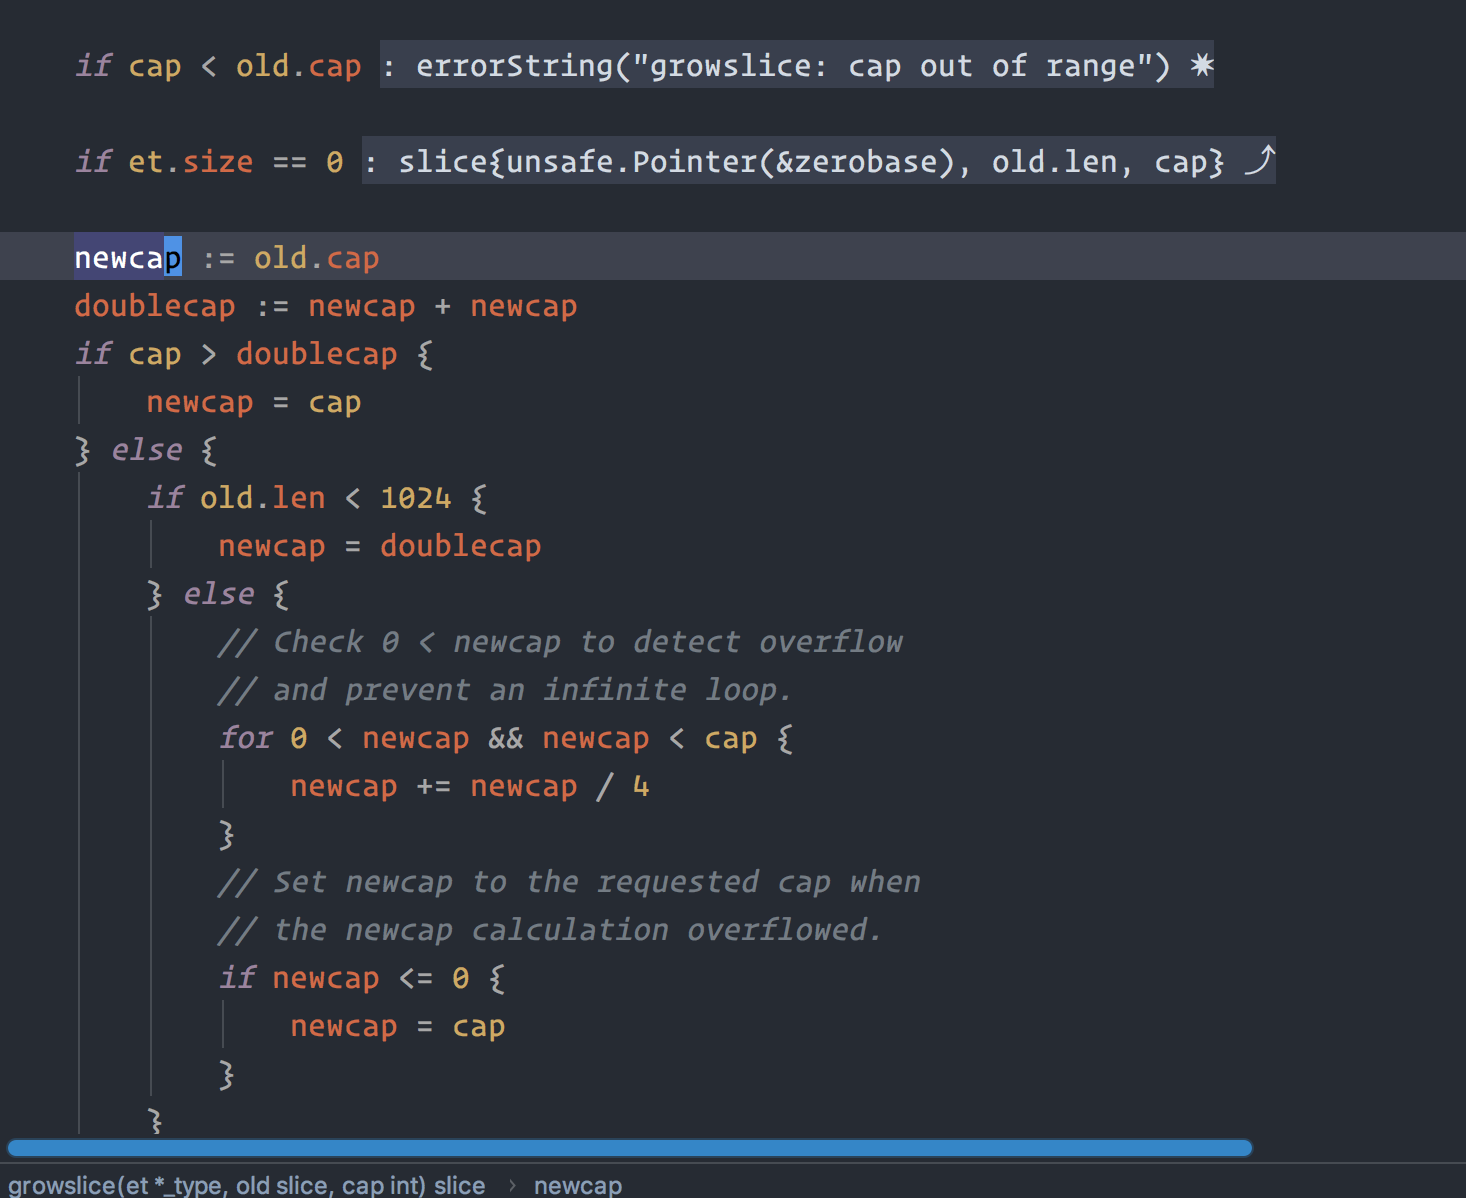 if cap < old.cap : errorString("growslice: cap out of range") ✷
if et.size == 0 : slice{unsafe.Pointer(&zerobase), old.len, cap} ⤴
newcap := old.cap
doublecap := newcap + newcap
if cap > doublecap {
newcap = cap
} else {
if old.len < 1024 {
newcap = doublecap
} else {
// Check 0 < newcap to detect overflow
// and prevent an infinite loop.
for 0 < newcap && newcap < cap {
newcap += newcap / 4
}
// Set newcap to the requested cap when
// the newcap calculation overflowed.
if newcap <= 0 {
newcap = cap
}
}
growslice(et *_type, old slice, cap int) slice › newcap